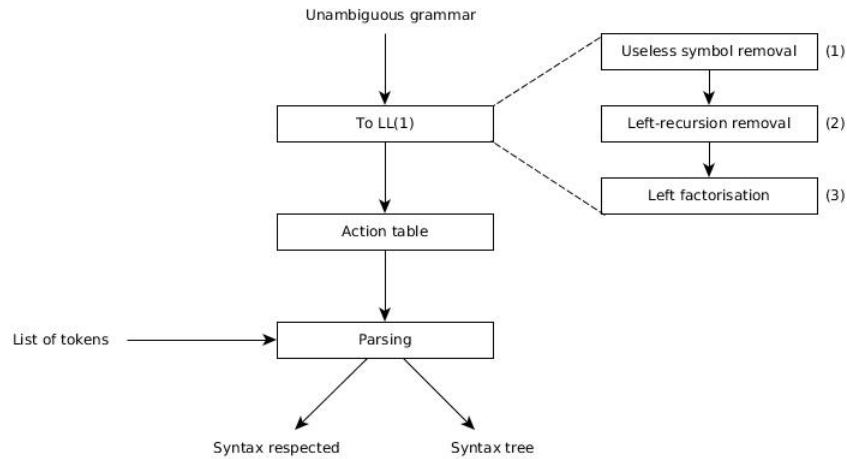 Unambiguous grammar
Useless symbol removal (1)
To LL(1)
Left-recursion removal (2)
Left factorisation (3)
Action table
List of tokens
Parsing
Syntax respected
Syntax tree